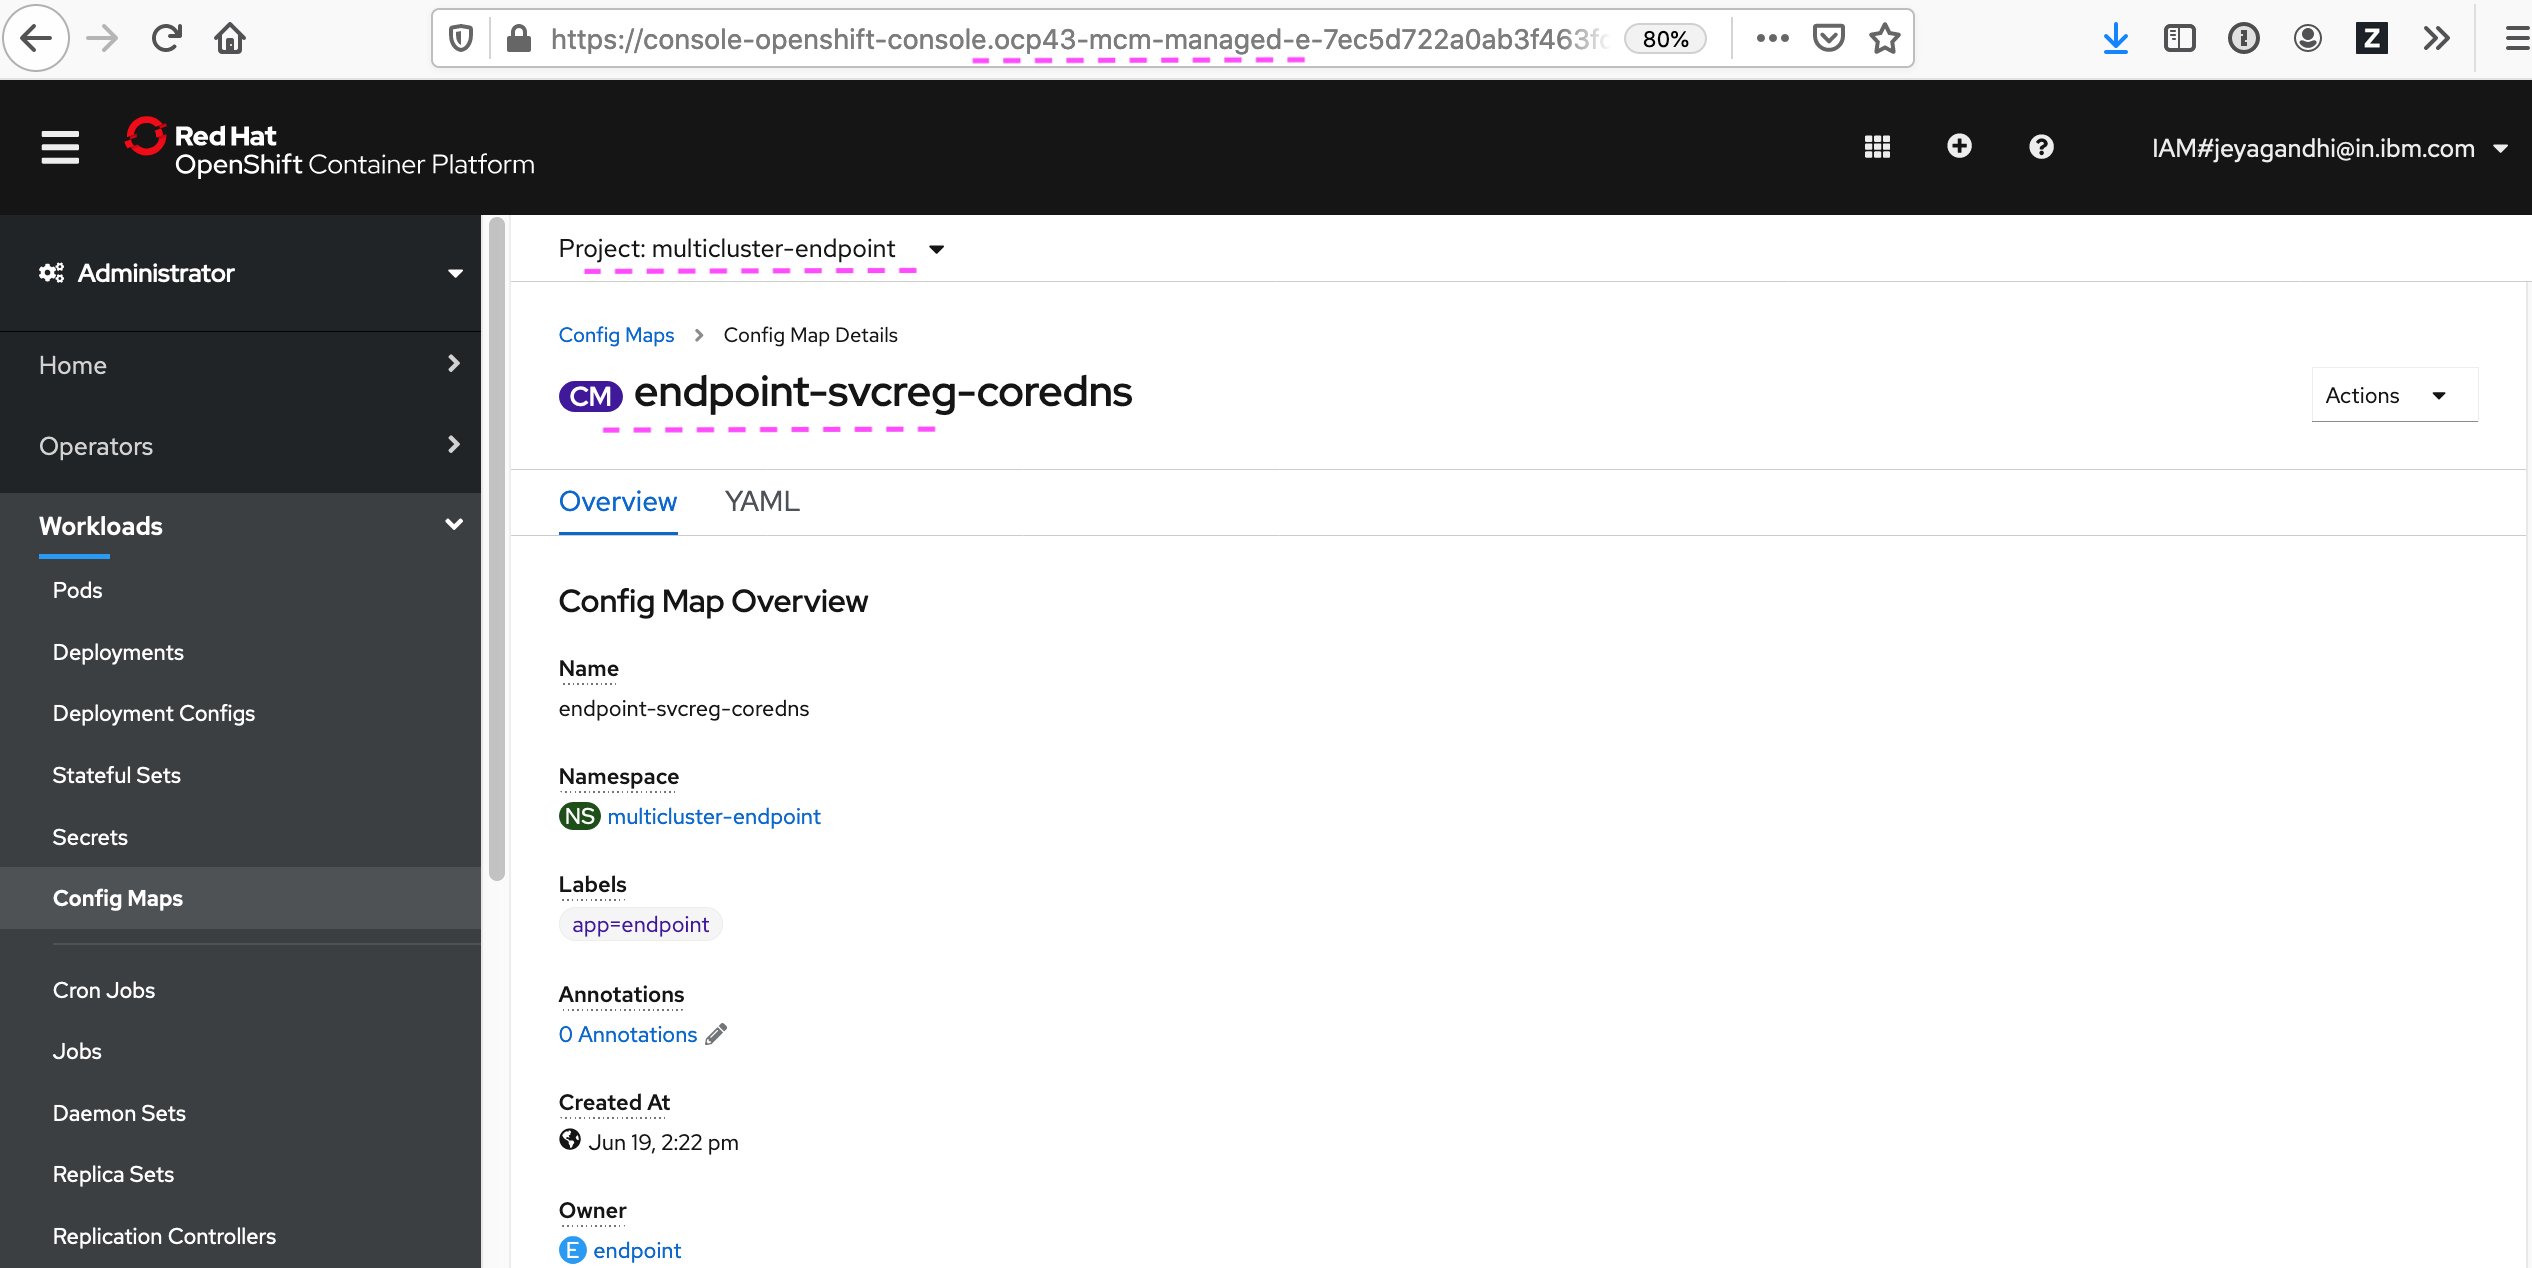 https://console-openshift-console.ocp43-mcm-managed-e-7ec5d722a0ab3f463f
80%
Z
Red Hat
OpenShift Container Platform
IAM#jeyagandhi@in.ibm.com
Administrator
Home
Operators
Workloads
Pods
Deployments
Deployment Configs
Stateful Sets
Secrets
Config Maps
Cron Jobs
Jobs
Daemon Sets
Replica Sets
Replication Controllers
Project: multicluster-endpoint
Config Maps > Config Map Details
CM endpoint-svcreg-coredns
Actions
Overview YAML
Config Map Overview
Name
endpoint-svcreg-coredns
Namespace
NS multicluster-endpoint
Labels
app=endpoint
Annotations
0 Annotations
Created At
Jun 19, 2:22 pm
Owner
E endpoint